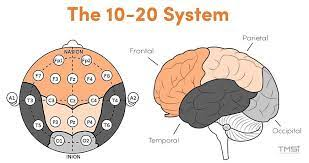 The 10-20 System
NASION
Fp1 Fp2
F7 F3 Fz F4 F8
A1 T3 C3 Cz C4 T4 A2
T5 P3 Pz P4 T6
O1 O2
INION
Frontal
Parietal
Temporal
Occipital